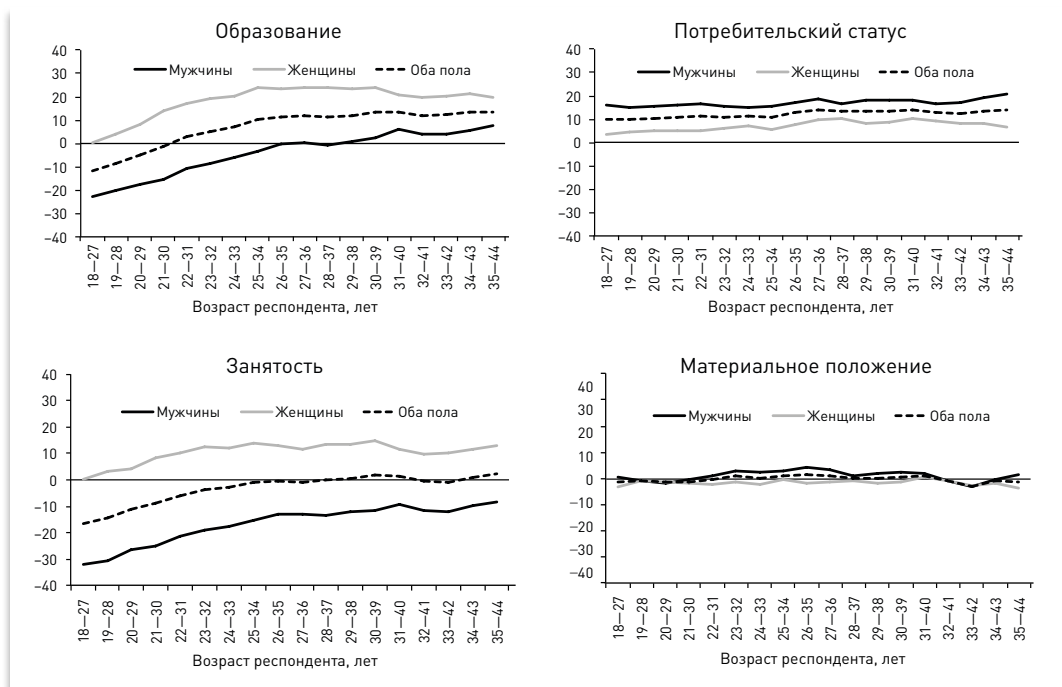 Образование
40
30
20
10
0
–10
–20
–30
–40
Мужчины Женщины Оба пола
18–27 19–28 20–29 21–30 22–31 23–32 24–33 25–34 26–35 27–36 28–37 29–38 30–39 31–40 32–41 33–42 34–43 35–44
Возраст респондента, лет
Потребительский статус
40
30
20
10
0
–10
–20
–30
–40
Мужчины Женщины Оба пола
18–27 19–28 20–29 21–30 22–31 23–32 24–33 25–34 26–35 27–36 28–37 29–38 30–39 31–40 32–41 33–42 34–43 35–44
Возраст респондента, лет
Занятость
40
30
20
10
0
–10
–20
–30
–40
Мужчины Женщины Оба пола
18–27 19–28 20–29 21–30 22–31 23–32 24–33 25–34 26–35 27–36 28–37 29–38 30–39 31–40 32–41 33–42 34–43 35–44
Возраст респондента, лет
Материальное положение
40
30
20
10
0
–10
–20
–30
–40
Мужчины Женщины Оба пола
18–27 19–28 20–29 21–30 22–31 23–32 24–33 25–34 26–35 27–36 28–37 29–38 30–39 31–40 32–41 33–42 34–43 35–44
Возраст респондента, лет